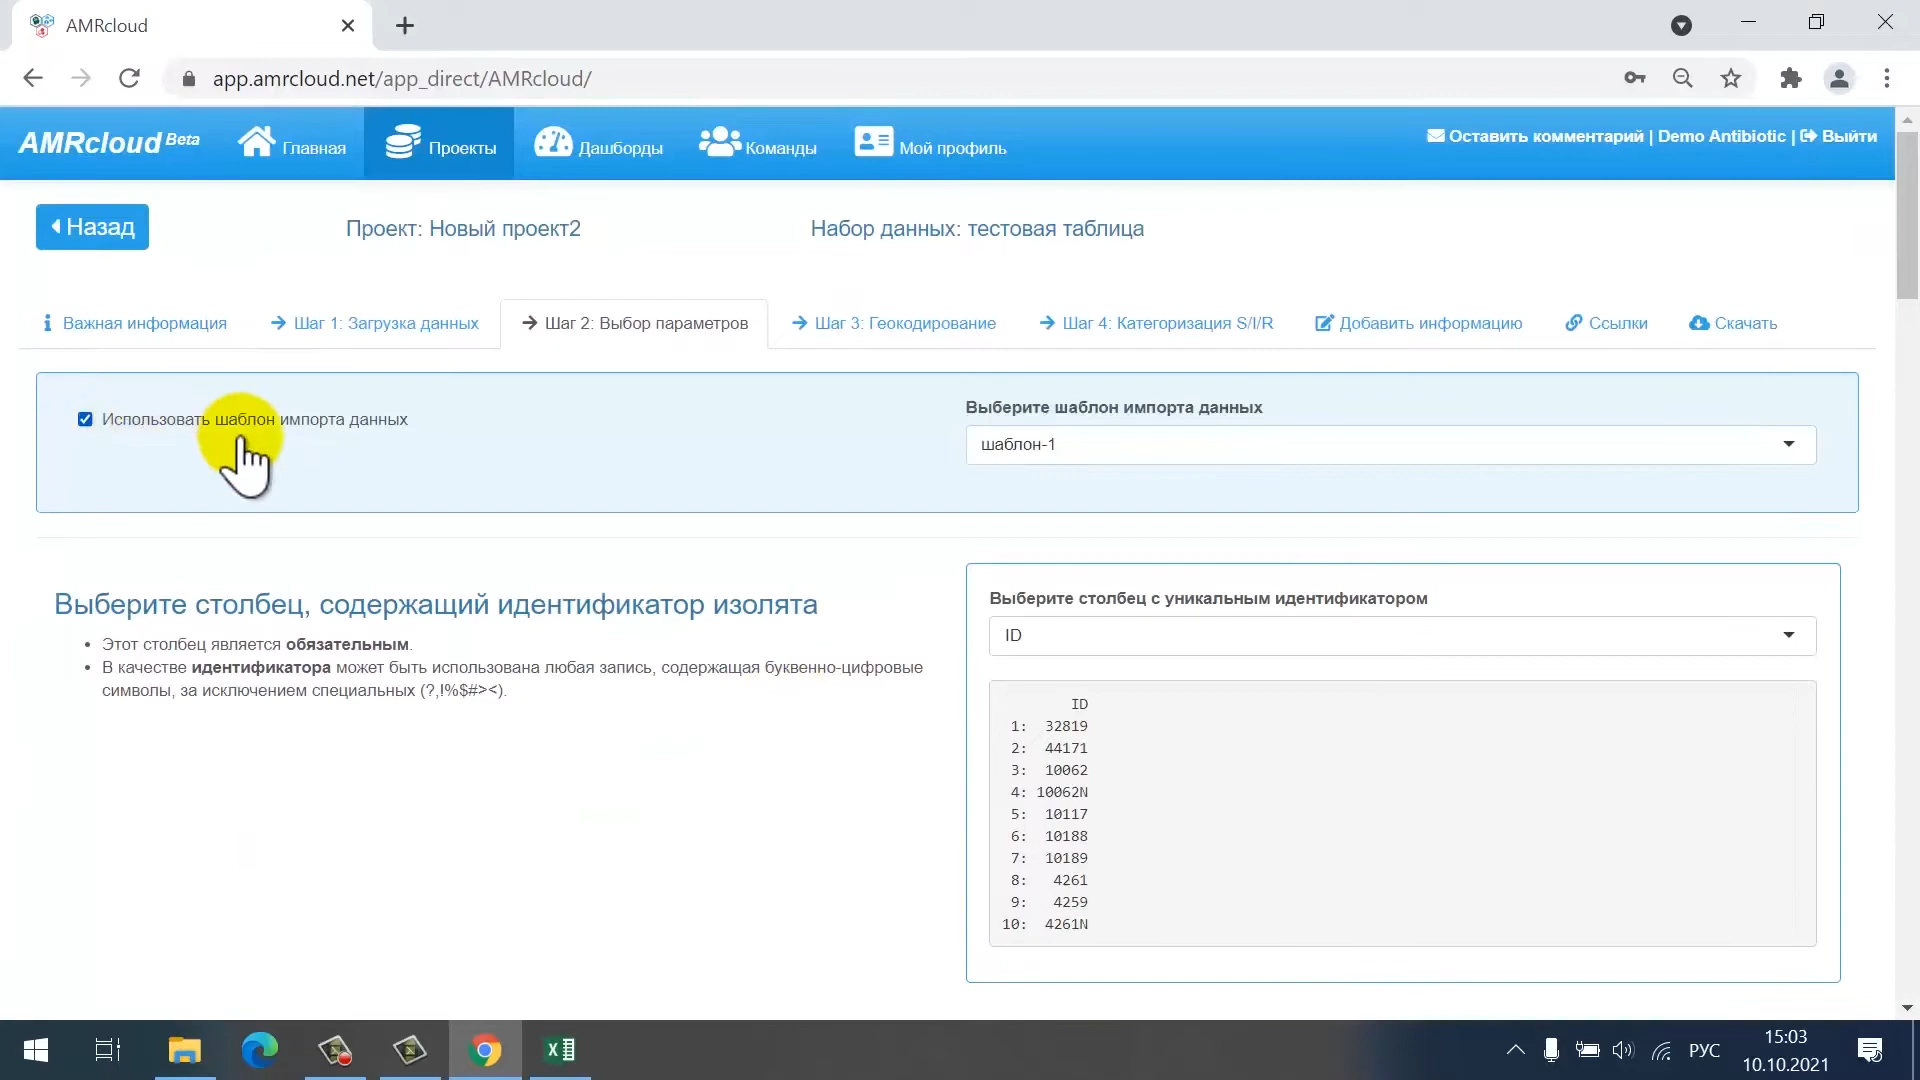 AMRcloud
app.amrcloud.net/app_direct/AMRcloud/
AMRcloud Beta
Главная
Проекты
Дашборды
Команды
Мой профиль
Оставить комментарий | Demo Antibiotic | Выйти
Назад
Проект: Новый проект2
Набор данных: тестовая таблица
Важная информация
Шаг 1: Загрузка данных
Шаг 2: Выбор параметров
Шаг 3: Геокодирование
Шаг 4: Категоризация S/I/R
Добавить информацию
Ссылки
Скачать
Использовать шаблон импорта данных
Выберите шаблон импорта данных
шаблон-1
Выберите столбец, содержащий идентификатор изолята
Этот столбец является обязательным.
В качестве идентификатора может быть использована любая запись, содержащая буквенно-цифровые
символы, за исключением специальных (?,!%$#><).
Выберите столбец с уникальным идентификатором
ID
ID
1: 32819
2: 44171
3: 10062
4: 10062N
5: 10117
6: 10188
7: 10189
8: 4261
9: 4259
10: 4261N
РУС
15:03
10.10.2021